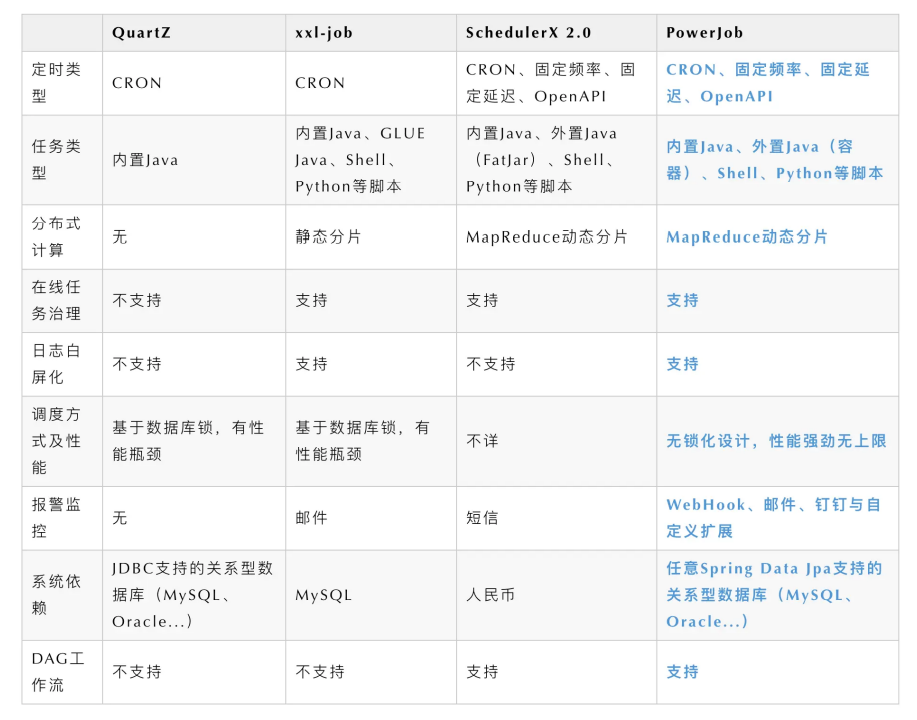 QuartZ
xxl-job
SchedulerX 2.0
PowerJob
定时类
型
CRON
CRON
CRON、固定频率、固
定延迟、OpenAPI
CRON、固定频率、固定延
迟、OpenAPI
任务类
型
内置Java
内置Java、GLUE
Java、Shell、
Python等脚本
内置Java、外置Java
（FatJar）、Shell、
Python等脚本
内置Java、外置Java（容
器）、Shell、Python等脚本
分布式
计算
无
静态分片
MapReduce动态分片
MapReduce动态分片
在线任
务治理
不支持
支持
支持
支持
日志白
屏化
不支持
支持
不支持
支持
调度方
式及性
能
基于数据库锁，有性
能瓶颈
基于数据库锁，有
性能瓶颈
不详
无锁化设计，性能强劲无上限
报警监
控
无
邮件
短信
WebHook、邮件、钉钉与自
定义扩展
系统依
赖
JDBC支持的关系型数
据库（MySQL、
Oracle...）
MySQL
人民币
任意Spring Data Jpa支持的
关系型数据库（MySQL、
Oracle...）
DAG工
作流
不支持
不支持
支持
支持